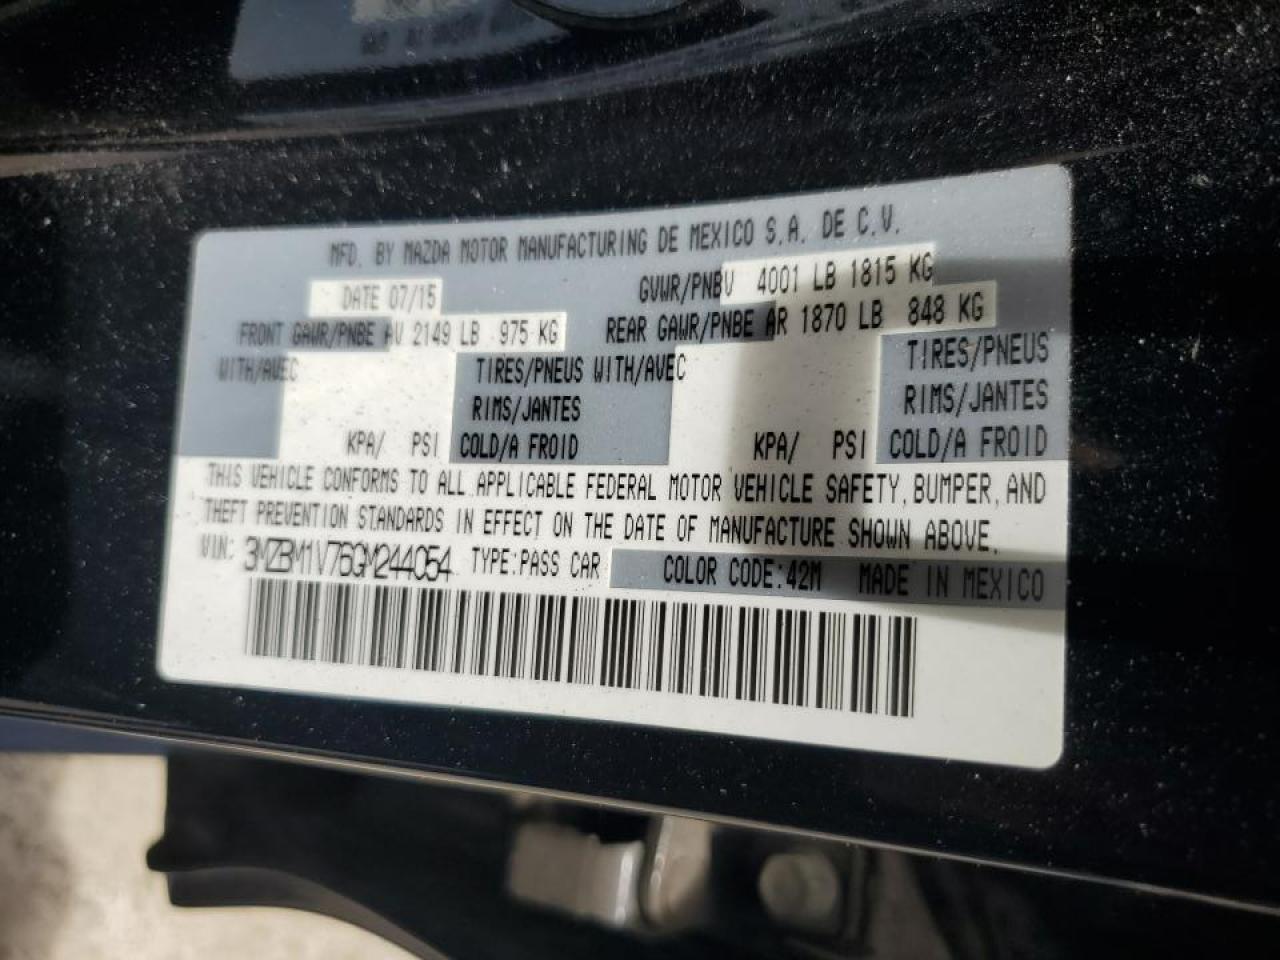 MFD. BY MAZDA MOTOR MANUFACTURING DE MEXICO S.A. DE C.V.
DATE 07/15 GVWR/PNBV 4001 LB 1815 KG
FRONT GAWR/PNBE AV 2149 LB 975 KG REAR GAWR/PNBE AR 1870 LB 848 KG
WITH/AVEC TIRES/PNEUS WITH/AVEC TIRES/PNEUS
RIMS/JANTES RIMS/JANTES
KPA/ PSI COLD/A FROID KPA/ PSI COLD/A FROID
THIS VEHICLE CONFORMS TO ALL APPLICABLE FEDERAL MOTOR VEHICLE SAFETY, BUMPER, AND
THEFT PREVENTION STANDARDS IN EFFECT ON THE DATE OF MANUFACTURE SHOWN ABOVE.
VIN: 3MZBM1V76GM244054 TYPE:PASS CAR COLOR CODE:42M MADE IN MEXICO